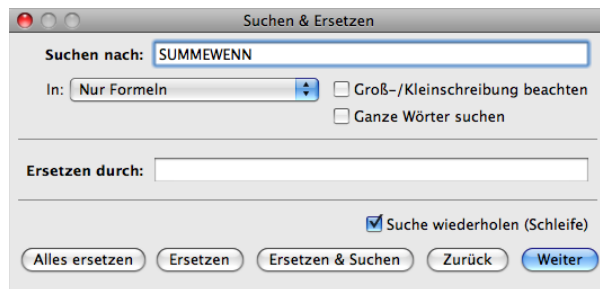 Suchen & Ersetzen
Suchen nach: SUMMEWENN
In: Nur Formeln Groß-/Kleinschreibung beachten
Ganze Wörter suchen
Ersetzen durch:
Suche wiederholen (Schleife)
Alles ersetzen Ersetzen Ersetzen & Suchen Zurück Weiter